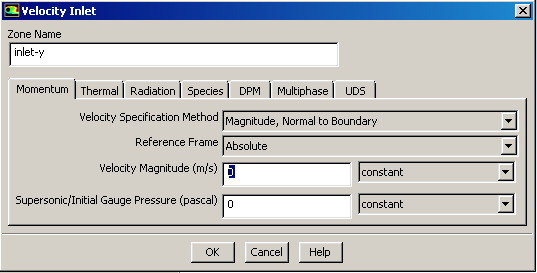 Velocity Inlet
Zone Name
inlet-y
Momentum Thermal Radiation Species DPM Multiphase UDS
Velocity Specification Method Magnitude, Normal to Boundary
Reference Frame Absolute
Velocity Magnitude (m/s) 0 constant
Supersonic/Initial Gauge Pressure (pascal) 0 constant
OK Cancel Help